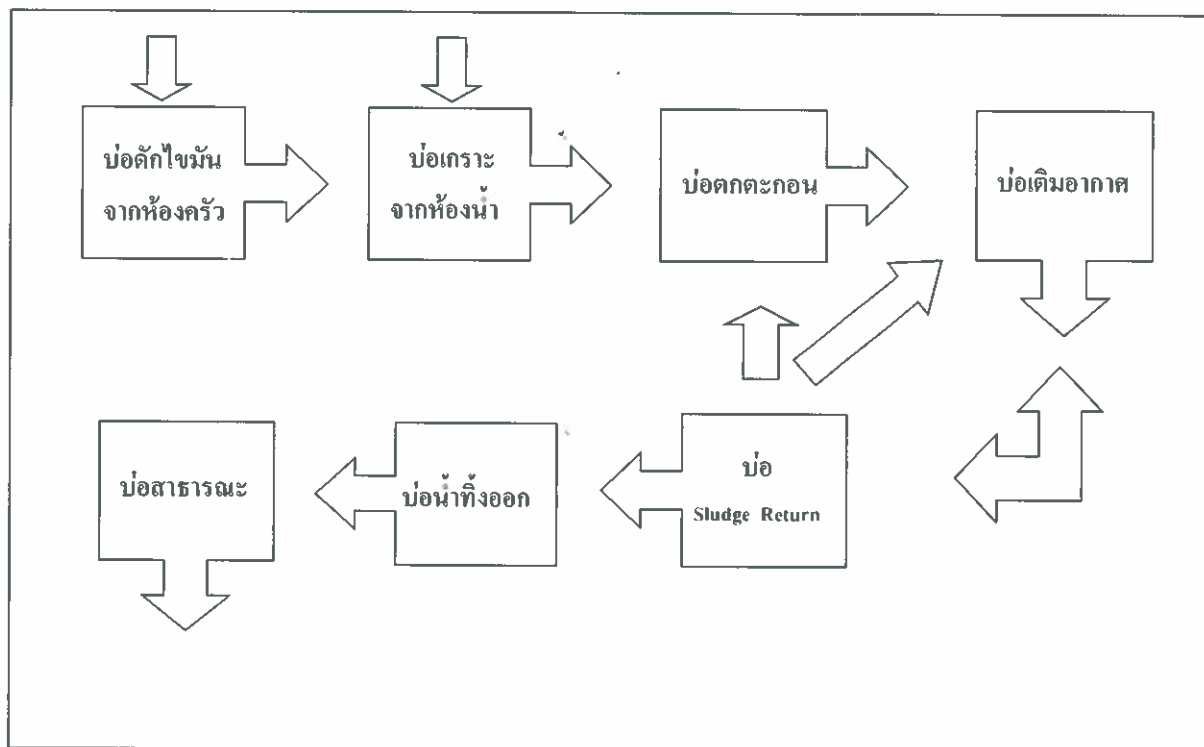 บ่อดักไขมัน
จากห้องครัว
บ่อเกราะ
จากห้องน้ำ
บ่อตกตะกอน
บ่อเติมอากาศ
บ่อสาธารณะ
บ่อน้ำทิ้งออก
บ่อ
Sludge Return